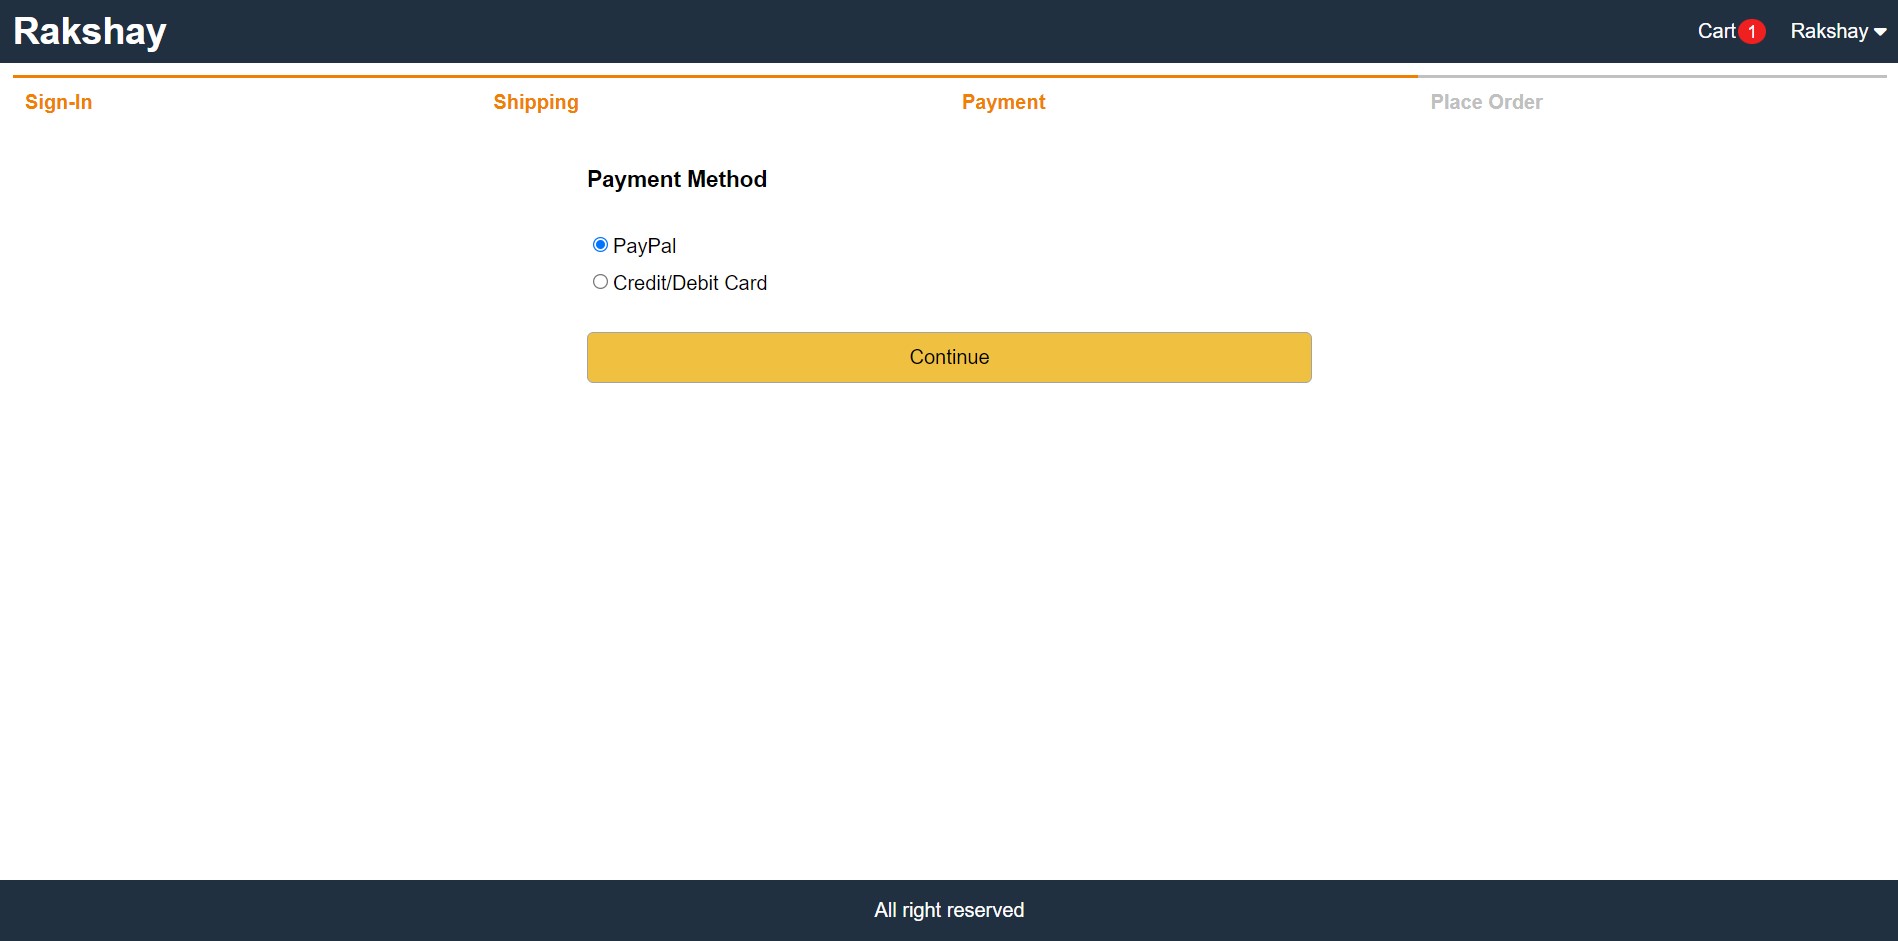 Rakshay
Cart 1 Rakshay
Sign-In Shipping Payment Place Order
Payment Method
PayPal
Credit/Debit Card
Continue
All right reserved